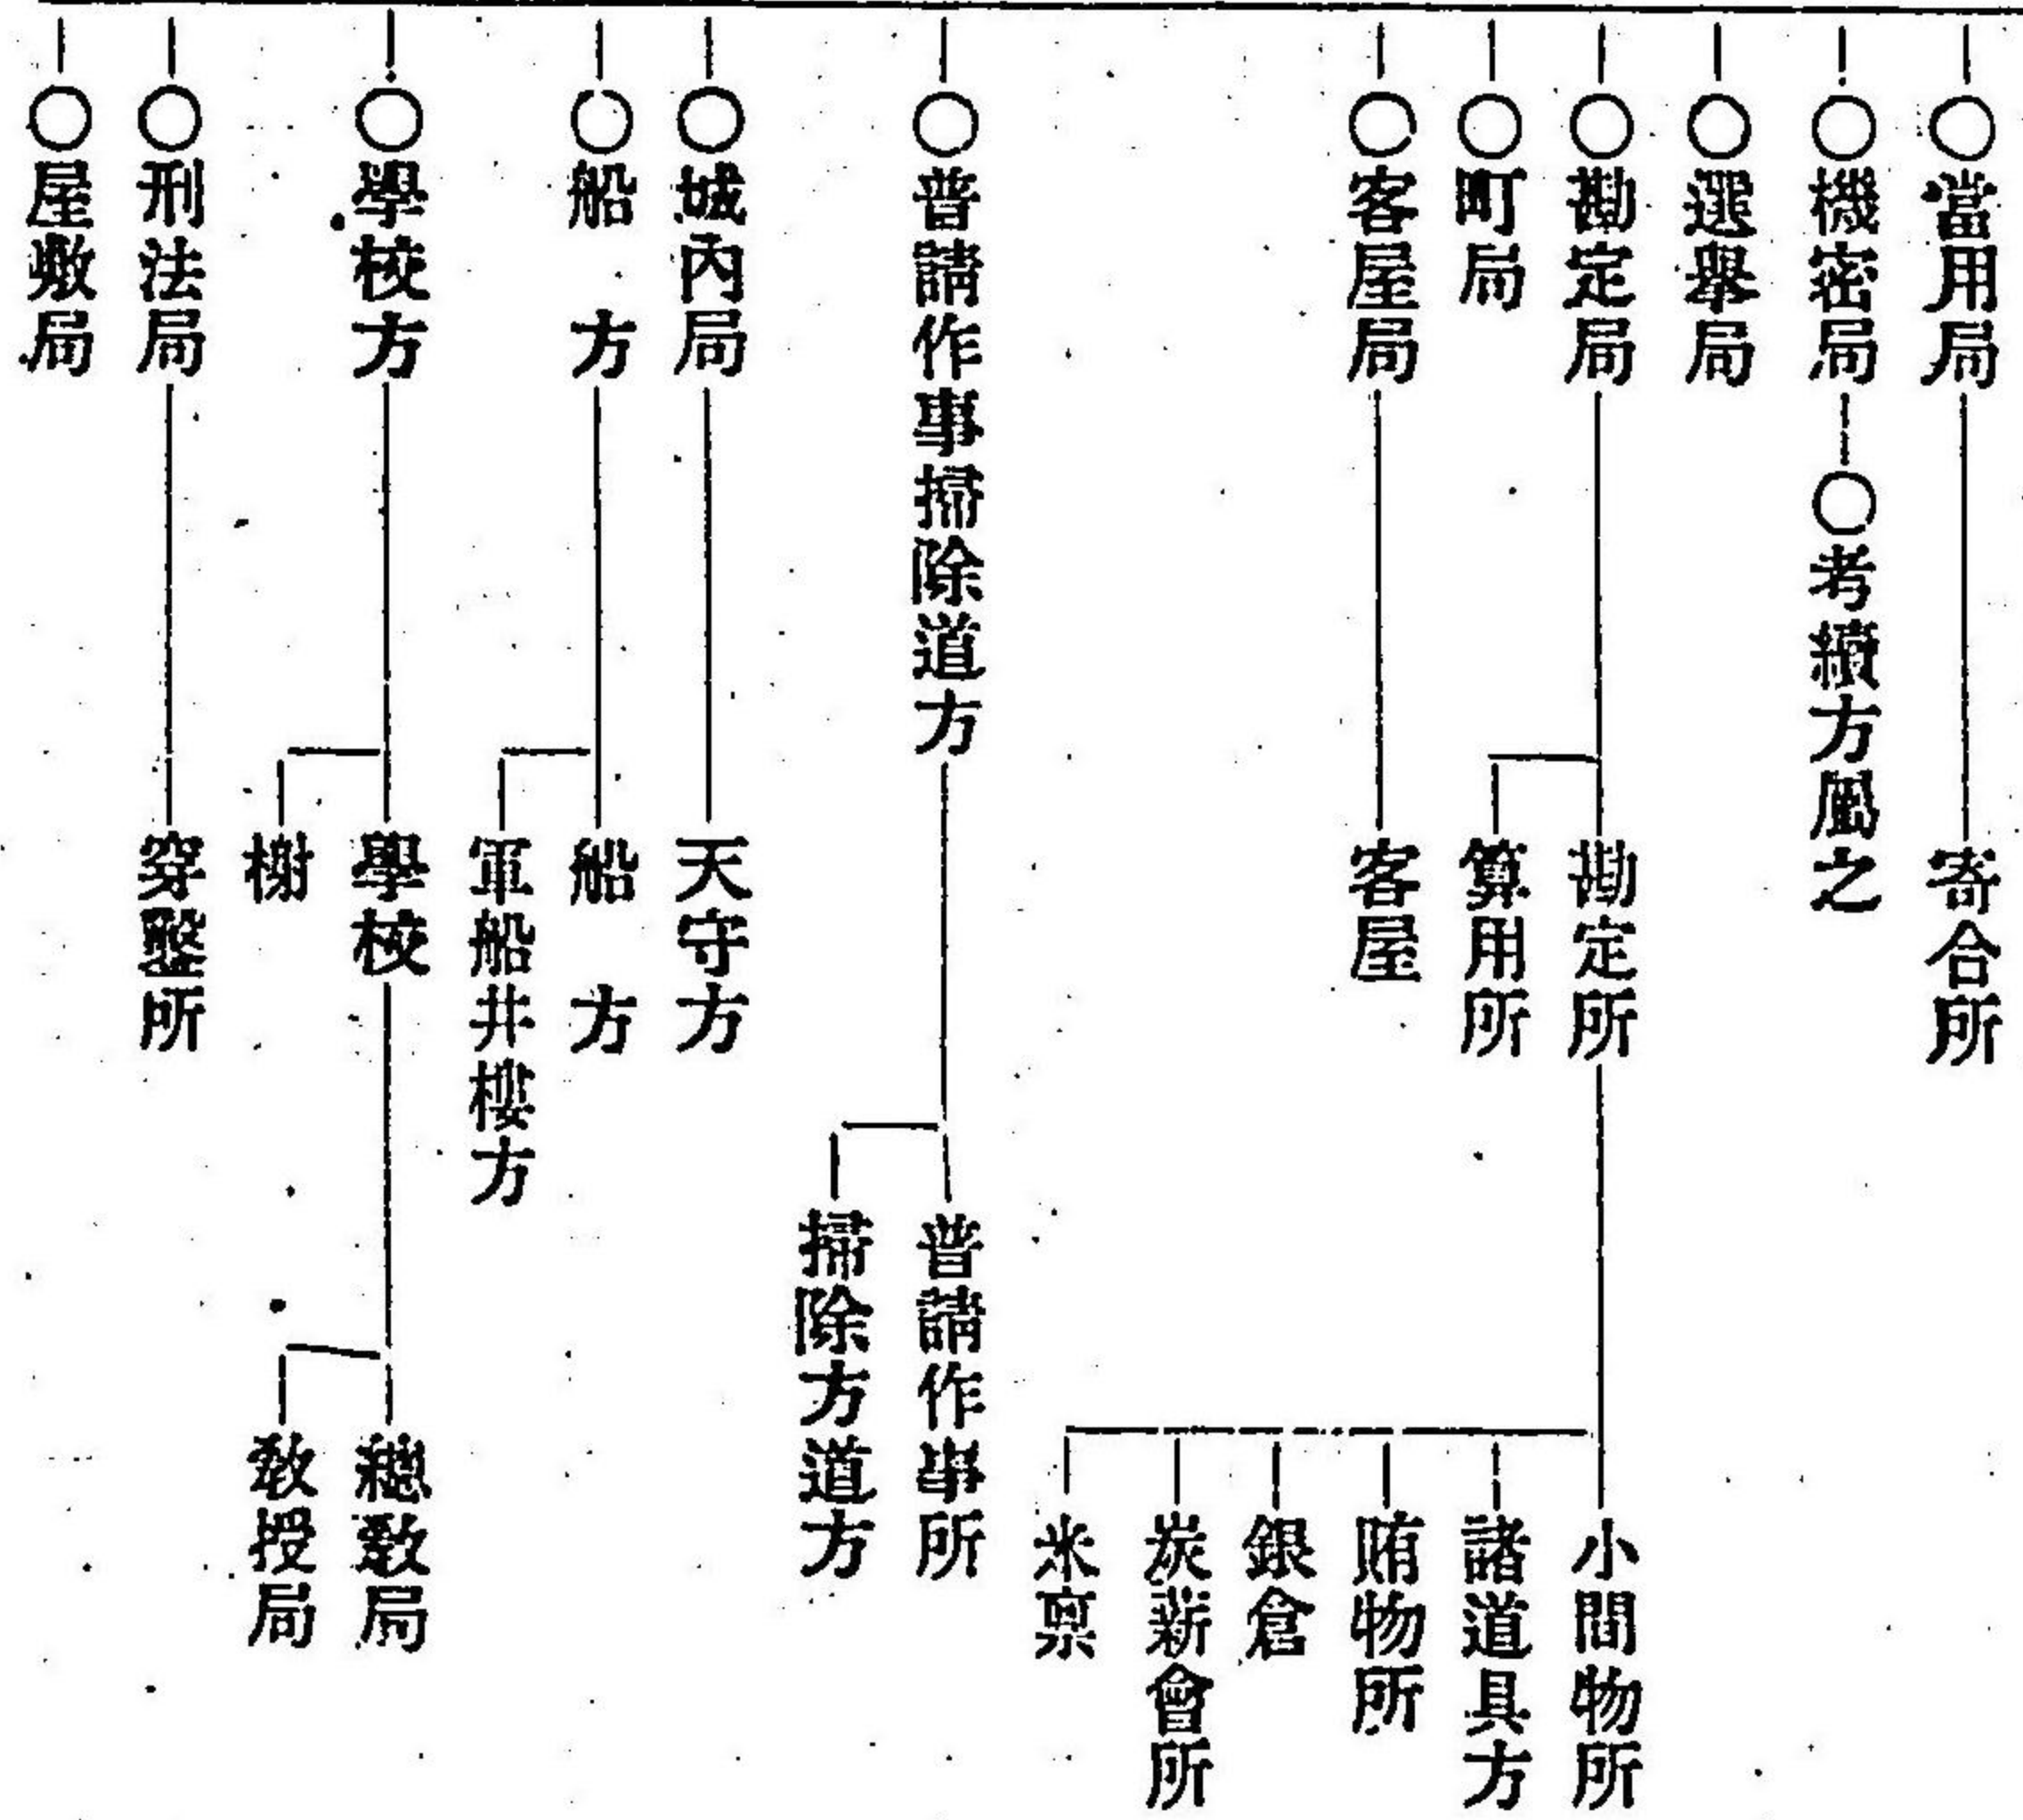 ○當用局
寄合所
○機密局
○考績方風之
○選擧局
○勘定局
勘定所
小間物所
諸道具方
賄物所
銀倉
炭薪會所
米稟
算用所
○町局
○客屋局
客屋
○普請作事掃除道方
普請作事所
掃除方道方
○城內局
天守方
○船方
船方
軍船井樓方
○學校方
學校
總敎局
敎授局
榭
○刑法局
穿鑿所
○屋敷局